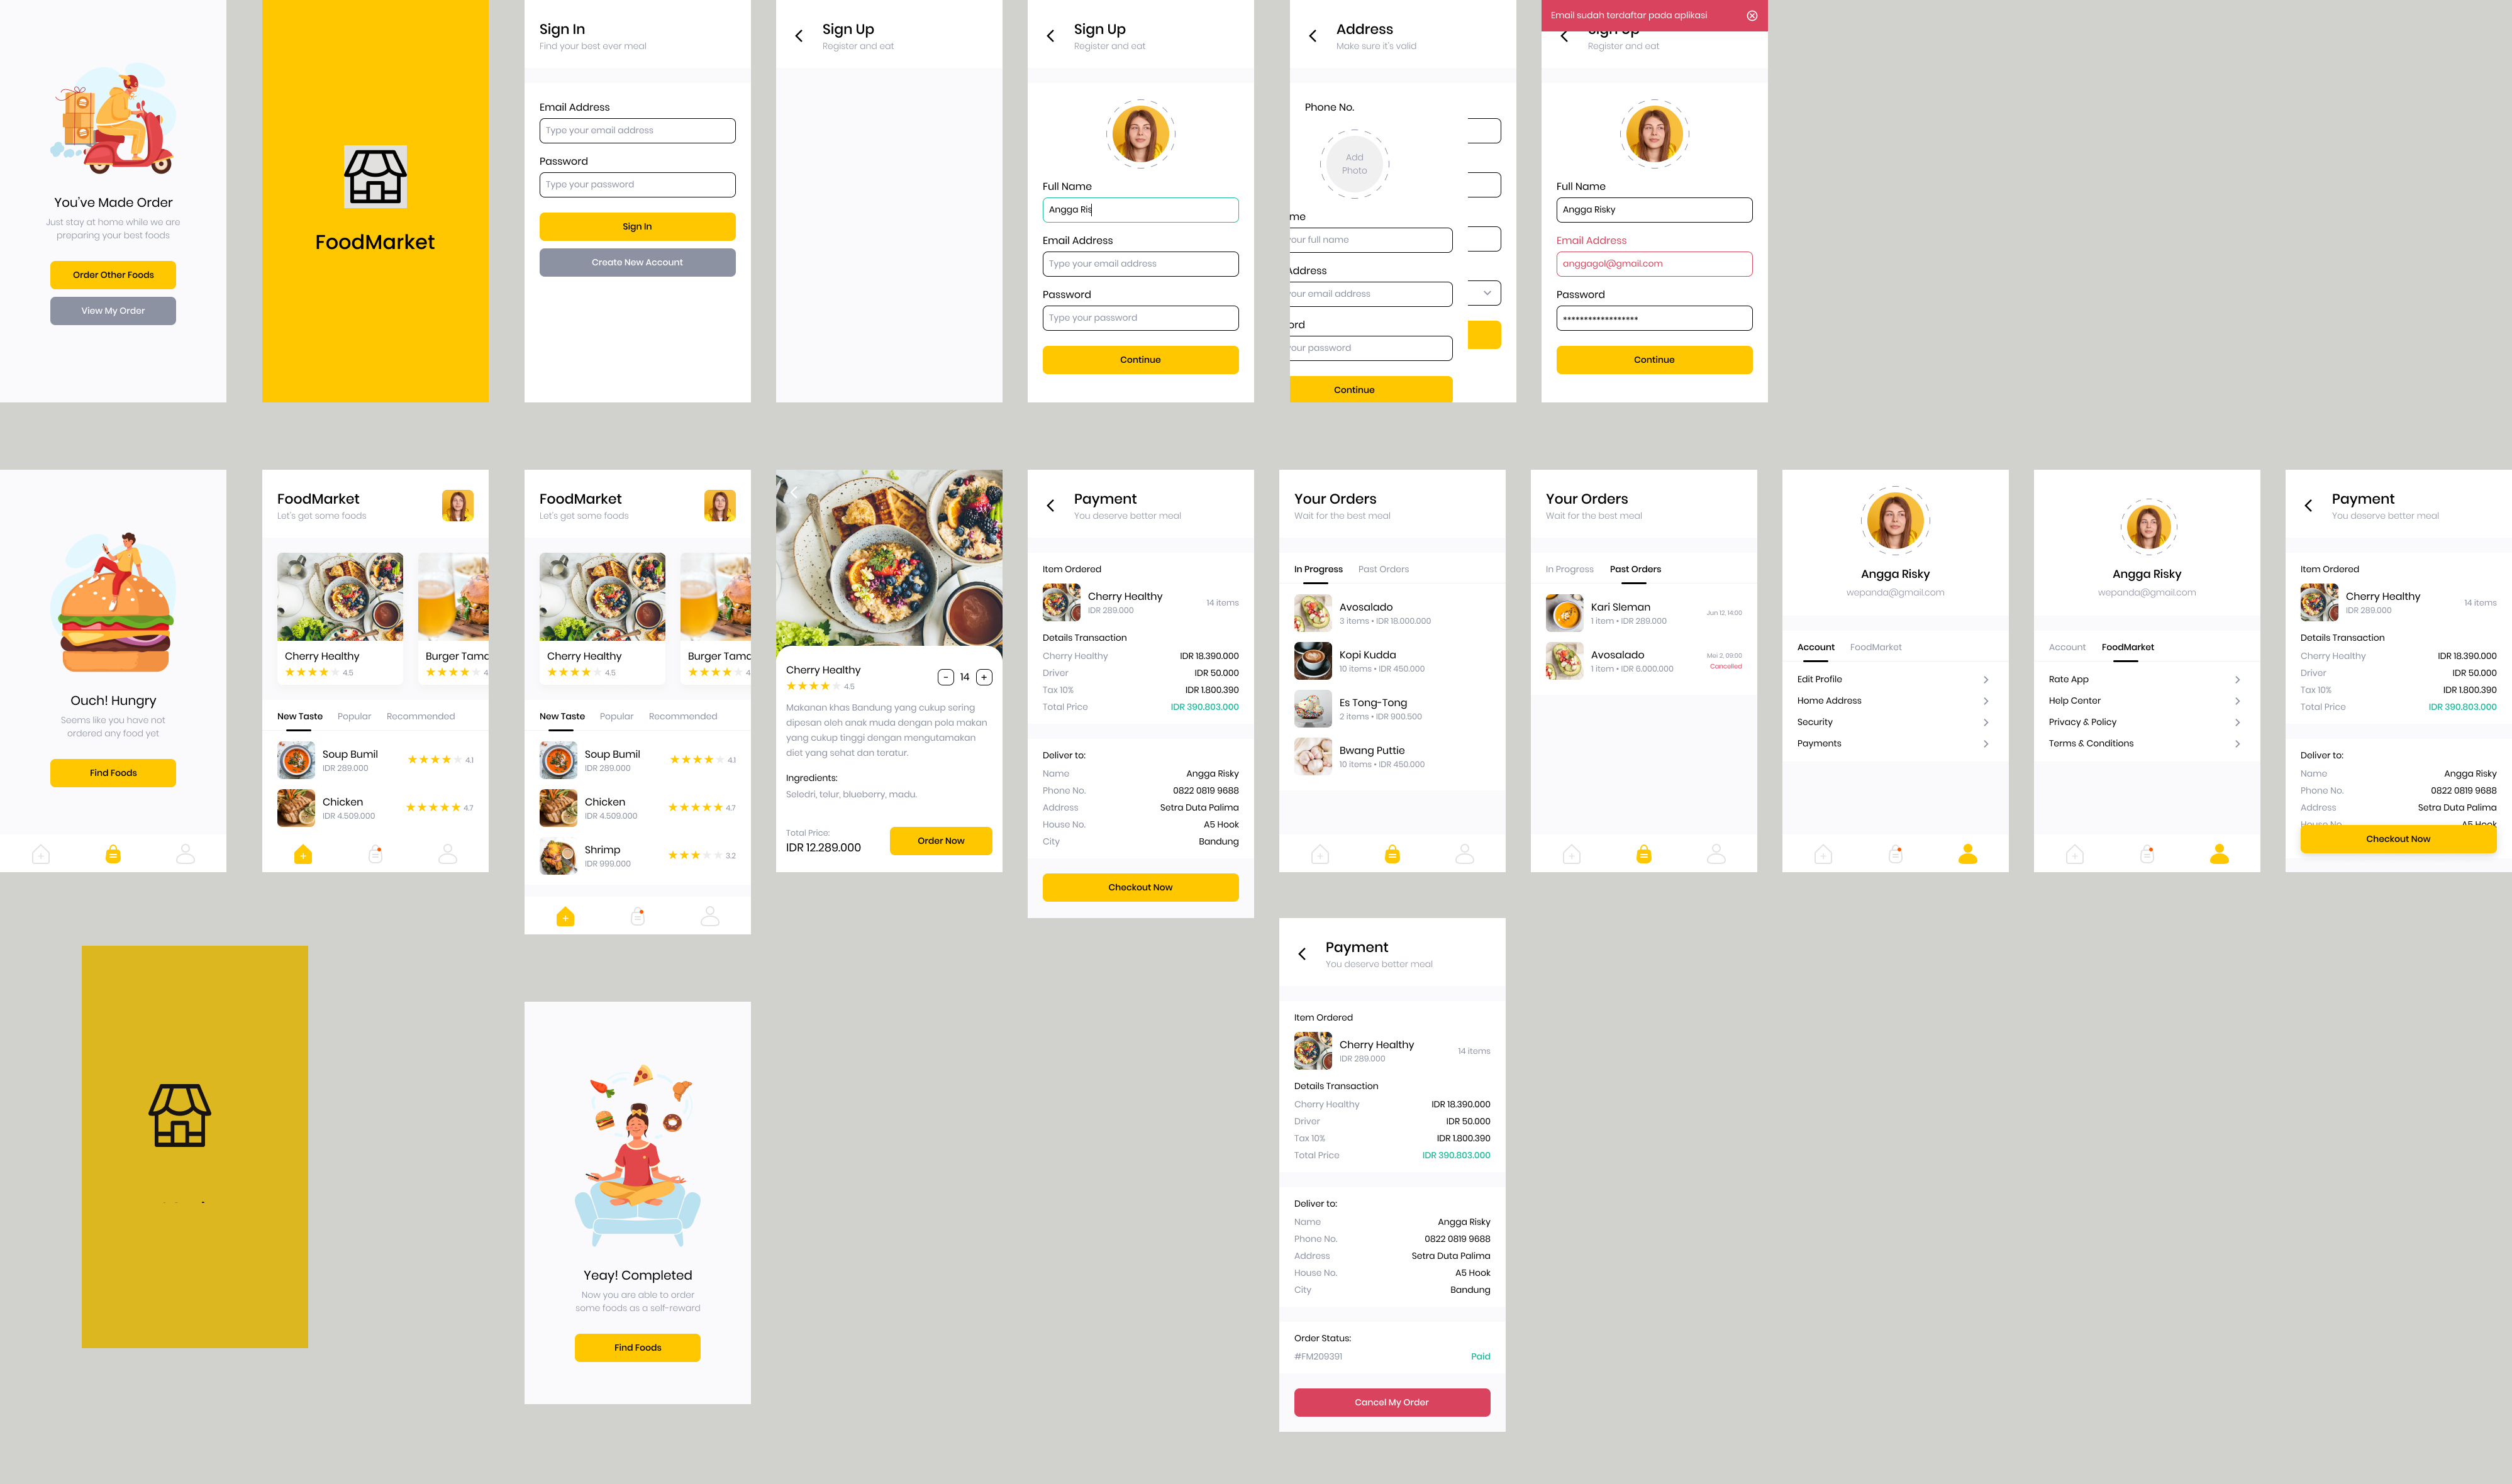 You've Made Order
Just stay at home while we are
preparing your best foods
Order Other Foods
View My Order
FoodMarket
Sign In
Find your best ever meal
Email Address
Type your email address
Password
Type your password
Sign In
Create New Account
Sign Up
Register and eat
Sign Up
Register and eat
Full Name
Angga Ris
Email Address
Type your email address
Password
Type your password
Continue
Address
Make sure it's valid
Phone No.
Add
Photo
me
our full name
Address
our email address
ord
our password
Continue
Email sudah terdaftar pada aplikasi
Sign Up
Register and eat
Full Name
Angga Risky
Email Address
anggagol@gmail.com
Password
Continue
Ouch! Hungry
Seems like you have not
ordered any food yet
Find Foods
FoodMarket
Let's get some foods
Cherry Healthy
4.5
Burger Tama
New Taste Popular Recommended
Soup Bumil
IDR 289.000
4.1
Chicken
IDR 4.509.000
4.7
FoodMarket
Let's get some foods
Cherry Healthy
4.5
Burger Tama
4
New Taste Popular Recommended
Soup Bumil
IDR 289.000
4.1
Chicken
IDR 4.509.000
4.7
Shrimp
IDR 999.000
3.2
Cherry Healthy
4.5
- 14 +
Makanan khas Bandung yang cukup sering
dipesan oleh anak muda dengan pola makan
yang cukup tinggi dengan mengutamakan
diet yang sehat dan teratur.
Ingredients:
Seledri, telur, blueberry, madu.
Total Price:
IDR 12.289.000
Order Now
Payment
You deserve better meal
Item Ordered
Cherry Healthy
IDR 289.000
14 items
Details Transaction
Cherry Healthy IDR 18.390.000
Driver IDR 50.000
Tax 10% IDR 1.800.390
Total Price IDR 390.803.000
Deliver to:
Name Angga Risky
Phone No. 0822 0819 9688
Address Setra Duta Palima
House No. A5 Hook
City Bandung
Checkout Now
Your Orders
Wait for the best meal
In Progress Past Orders
Avosalado
3 items • IDR 18.000.000
Kopi Kudda
10 items • IDR 450.000
Es Tong-Tong
2 items • IDR 900.500
Bwang Puttie
10 items • IDR 450.000
Your Orders
Wait for the best meal
In Progress Past Orders
Kari Sleman
1 item • IDR 289.000
Jun 12, 14:00
Avosalado
1 item • IDR 6.000.000
Mei 2, 09:00
Cancelled
Angga Risky
wepanda@gmail.com
Account FoodMarket
Edit Profile
Home Address
Security
Payments
Angga Risky
wepanda@gmail.com
Account FoodMarket
Rate App
Help Center
Privacy & Policy
Terms & Conditions
Payment
You deserve better meal
Item Ordered
Cherry Healthy
IDR 289.000
14 items
Details Transaction
Cherry Healthy IDR 18.390.000
Driver IDR 50.000
Tax 10% IDR 1.800.390
Total Price IDR 390.803.000
Deliver to:
Name Angga Risky
Phone No. 0822 0819 9688
Address Setra Duta Palima
House No. A5 Hook
Checkout Now
Yeay! Completed
Now you are able to order
some foods as a self-reward
Find Foods
Payment
You deserve better meal
Item Ordered
Cherry Healthy
IDR 289.000
14 items
Details Transaction
Cherry Healthy IDR 18.390.000
Driver IDR 50.000
Tax 10% IDR 1.800.390
Total Price IDR 390.803.000
Deliver to:
Name Angga Risky
Phone No. 0822 0819 9688
Address Setra Duta Palima
House No. A5 Hook
City Bandung
Order Status:
#FM209391 Paid
Cancel My Order